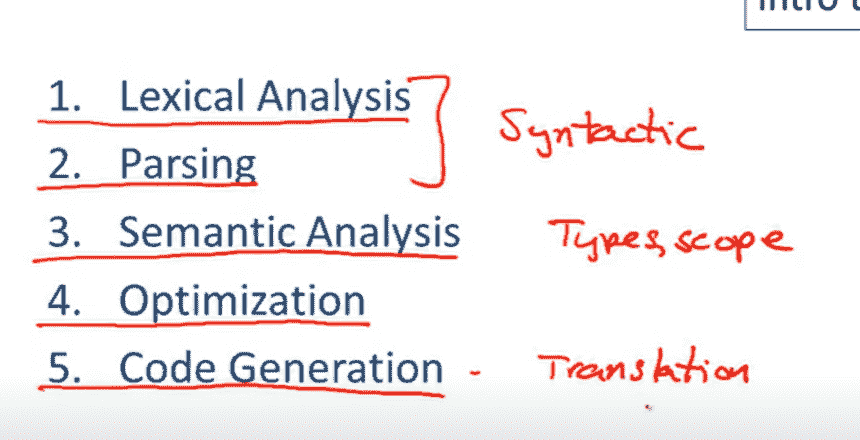 Intro
1. Lexical Analysis
Syntactic
2. Parsing
3. Semantic Analysis Types, scope
4. Optimization
5. Code Generation - Translation